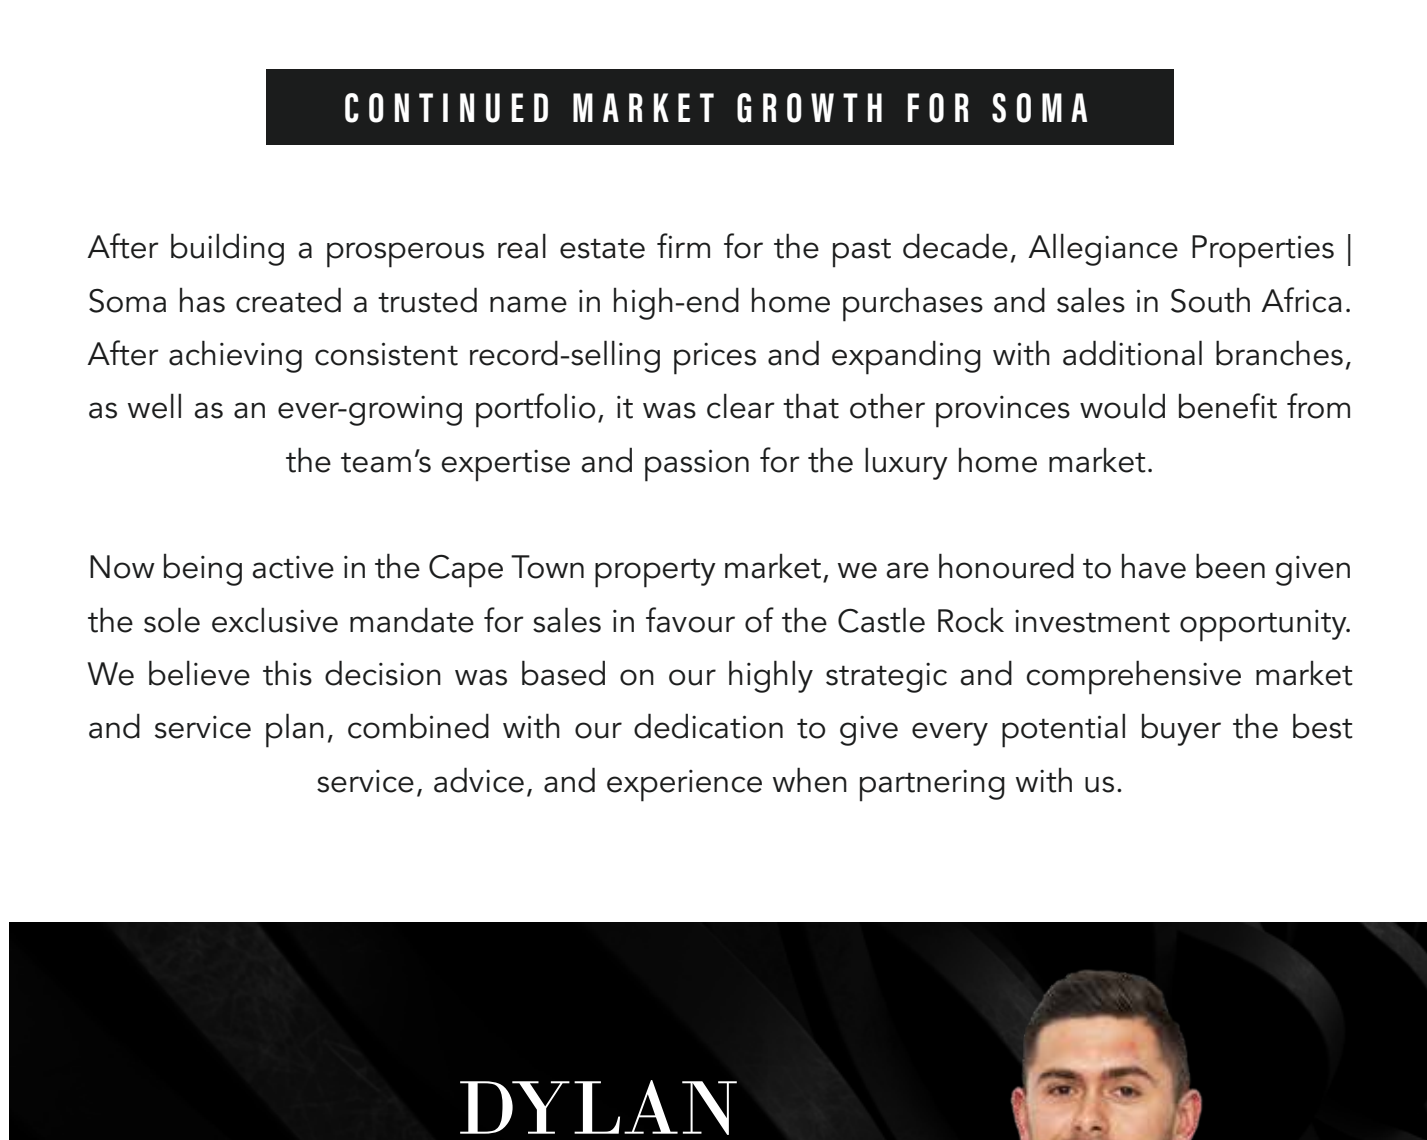 CONTINUED MARKET GROWTH FOR SOMA
After building a prosperous real estate firm for the past decade, Allegiance Properties |
Soma has created a trusted name in high-end home purchases and sales in South Africa.
After achieving consistent record-selling prices and expanding with additional branches,
as well as an ever-growing portfolio, it was clear that other provinces would benefit from
the team’s expertise and passion for the luxury home market.
Now being active in the Cape Town property market, we are honoured to have been given
the sole exclusive mandate for sales in favour of the Castle Rock investment opportunity.
We believe this decision was based on our highly strategic and comprehensive market
and service plan, combined with our dedication to give every potential buyer the best
service, advice, and experience when partnering with us.
DYLAN